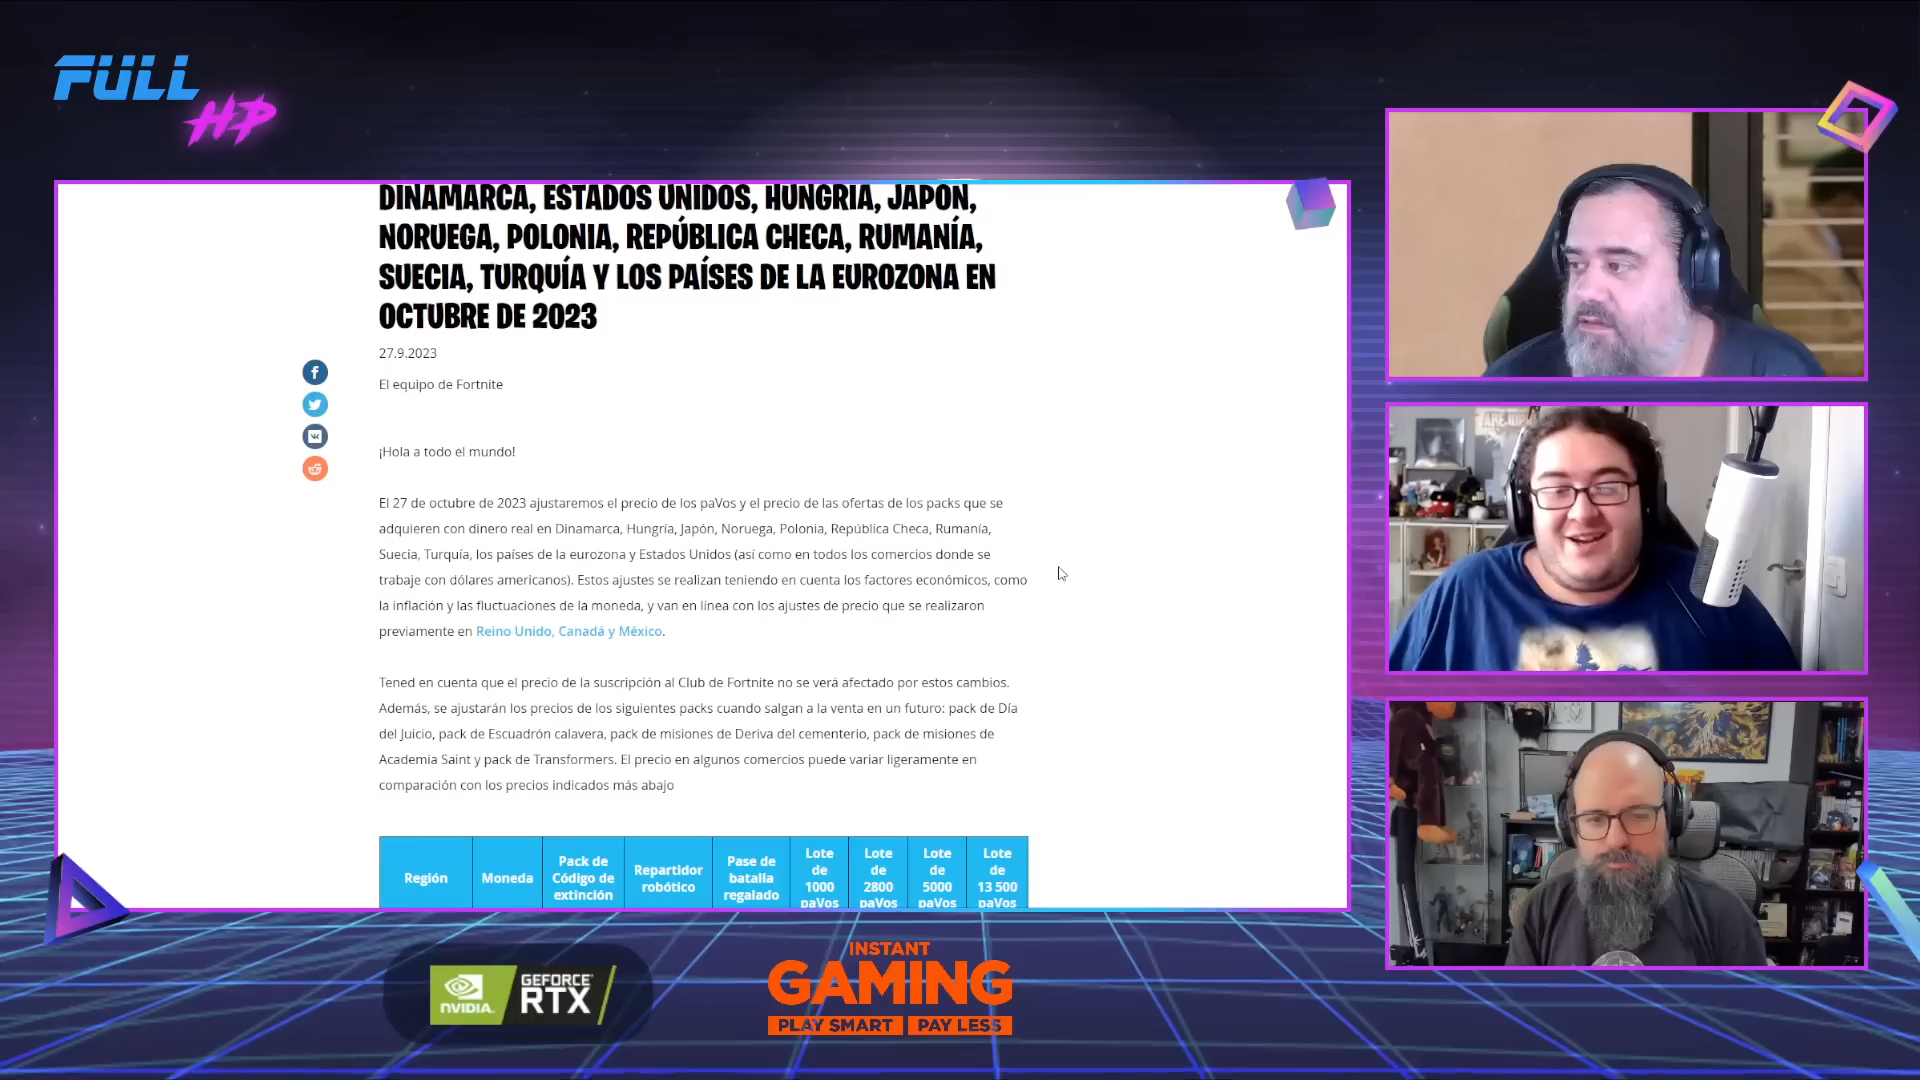 FULL
HP
DINAMARCA, ESTADOS UNIDOS, HUNGRÍA, JAPÓN,
NORUEGA, POLONIA, REPÚBLICA CHECA, RUMANÍA,
SUECIA, TURQUÍA Y LOS PAÍSES DE LA EUROZONA EN
OCTUBRE DE 2023
27.9.2023
El equipo de Fortnite
¡Hola a todo el mundo!
El 27 de octubre de 2023 ajustaremos el precio de los paVos y el precio de las ofertas de los packs que se
adquieren con dinero real en Dinamarca, Hungría, Japón, Noruega, Polonia, República Checa, Rumanía,
Suecia, Turquía, los países de la eurozona y Estados Unidos (así como en todos los comercios donde se
trabaje con dólares americanos). Estos ajustes se realizan teniendo en cuenta los factores económicos, como
la inflación y las fluctuaciones de la moneda, y van en línea con los ajustes de precio que se realizaron
previamente en Reino Unido, Canadá y México.
Tened en cuenta que el precio de la suscripción al Club de Fortnite no se verá afectado por estos cambios.
Además, se ajustarán los precios de los siguientes packs cuando salgan a la venta en un futuro: pack de Día
del Juicio, pack de Escuadrón calavera, pack de misiones de Deriva del cementerio, pack de misiones de
Academia Saint y pack de Transformers. El precio en algunos comercios puede variar ligeramente en
comparación con los precios indicados más abajo
Región
Moneda
Pack de
Código de
extinción
Repartidor
robótico
Pase de
batalla
regalado
Lote
de
1000
paVos
Lote
de
2800
paVos
Lote
de
5000
paVos
Lote
de
13 500
paVos
NVIDIA.
GEFORCE
RTX
INSTANT
GAMING
PLAY SMART PAY LESS